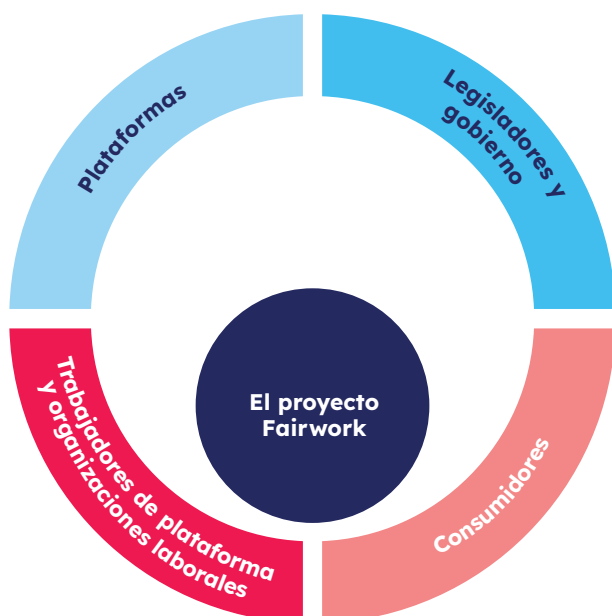 Plataformas
Legisladores y
gobierno
El proyecto
Fairwork
Trabajadores de plataforma
y organizaciones laborales
Consumidores